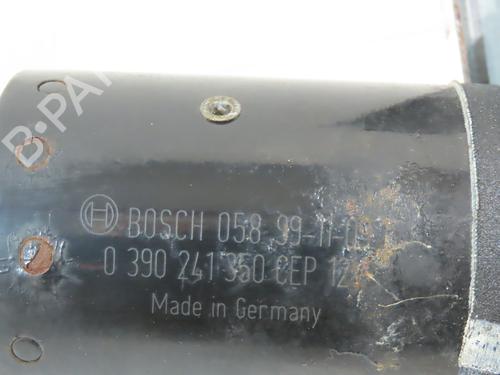 B-PA
BOSCH 058 99-11-0
0 390 241 350 CEP 12
Made in Germany